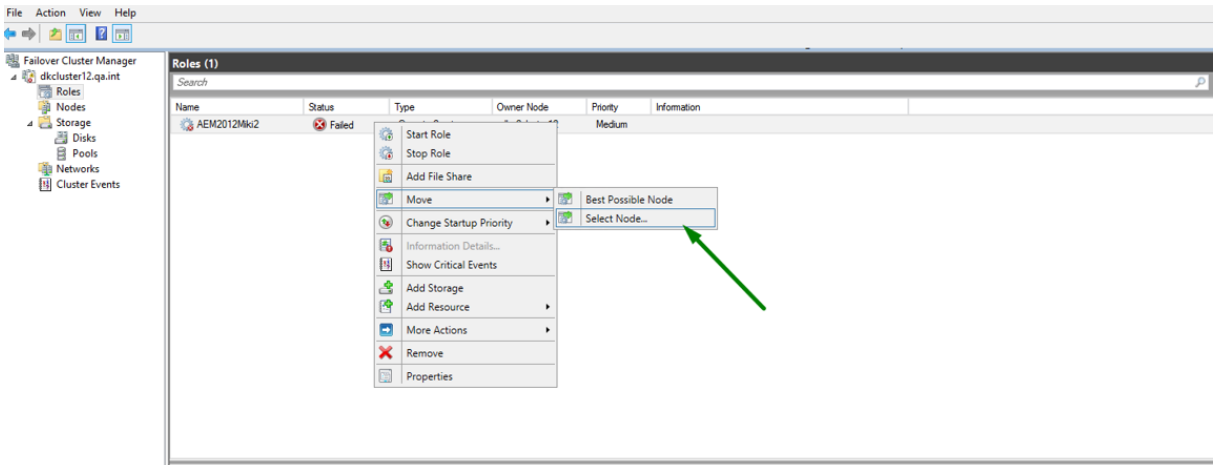 File Action View Help
Failover Cluster Manager
dkcluster12.qa.int
Roles
Nodes
Storage
Disks
Pools
Networks
Cluster Events
Roles (1)
Search
Name Status Type Owner Node Priority Information
AEM2012Miki2 Failed Medium
Start Role
Stop Role
Add File Share
Move
Change Startup Priority
Information Details...
Show Critical Events
Add Storage
Add Resource
More Actions
Remove
Properties
Best Possible Node
Select Node...